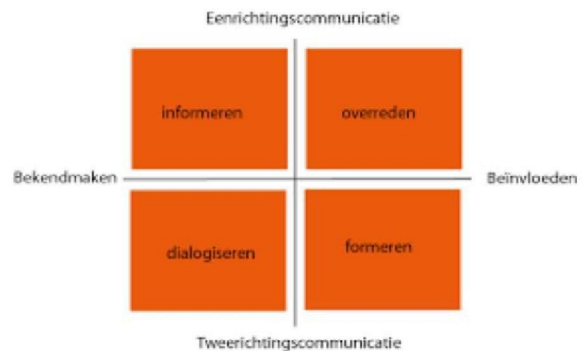 Eenrichtingscommunicatie
informeren
overreden
Bekendmaken
Beïnvloeden
dialogiseren
formeren
Tweerichtingscommunicatie